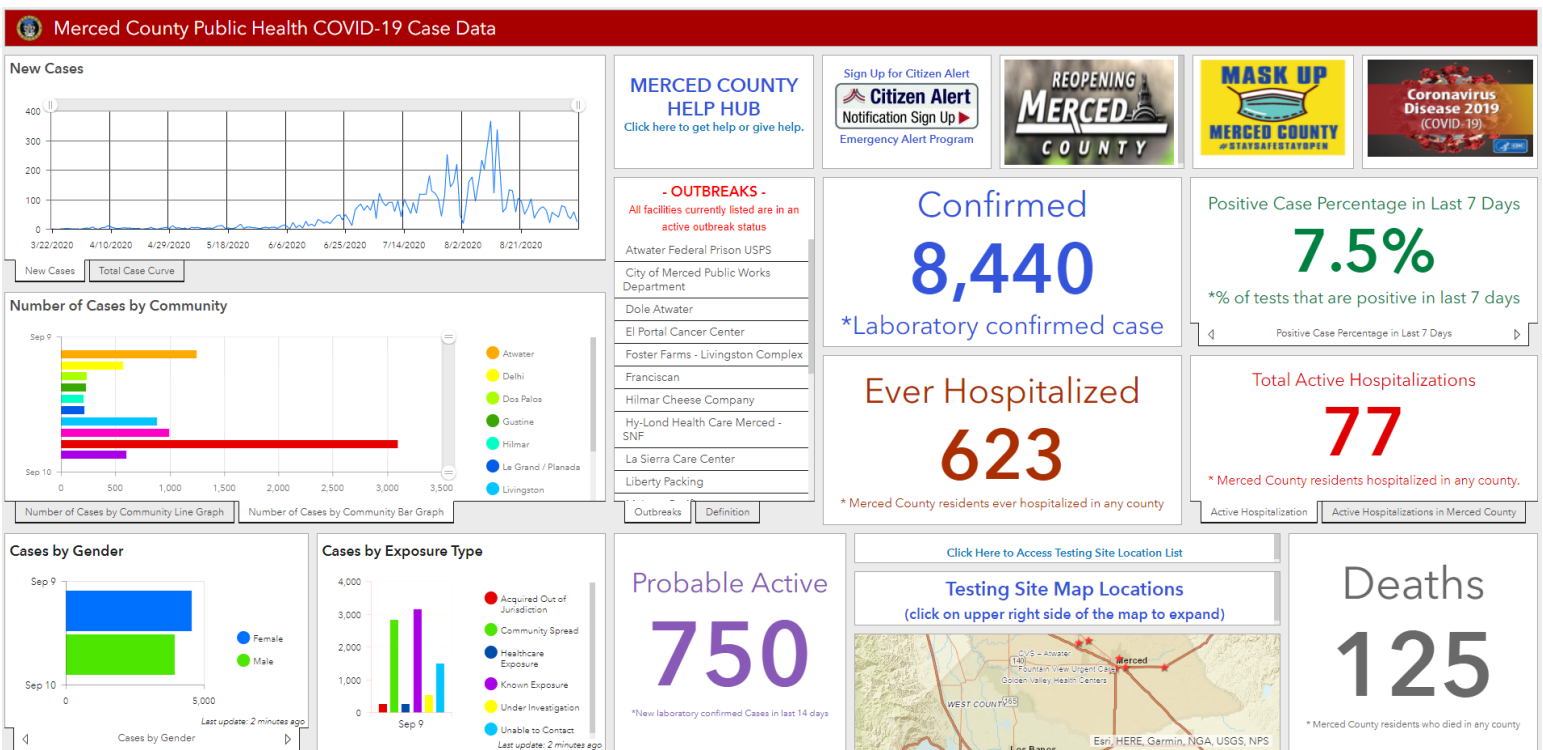 Merced County Public Health COVID-19 Case Data
New Cases
400
300
200
100
0
3/22/2020 4/10/2020 4/29/2020 5/18/2020 6/6/2020 6/25/2020 7/14/2020 8/2/2020 8/21/2020
New Cases Total Case Curve
MERCED COUNTY
HELP HUB
Click here to get help or give help.
Sign Up for Citizen Alert
Citizen Alert
Notification Sign Up
Emergency Alert Program
REOPENING
MERCED
COUNTY
MASK UP
MERCED COUNTY
#STAYSAFESTAYOPEN
Coronavirus
Disease 2019
(COVID-19)
CDC
Number of Cases by Community
Sep 9
Sep 10
0 500 1,000 1,500 2,000 2,500 3,000 3,500
Atwater
Delhi
Dos Palos
Gustine
Hilmar
Le Grand / Planada
Livingston
Number of Cases by Community Line Graph Number of Cases by Community Bar Graph
- OUTBREAKS -
All facilities currently listed are in an
active outbreak status
Atwater Federal Prison USPS
City of Merced Public Works
Department
Dole Atwater
El Portal Cancer Center
Foster Farms - Livingston Complex
Franciscan
Hilmar Cheese Company
Hy-Lond Health Care Merced -
SNF
La Sierra Care Center
Liberty Packing
Outbreaks Definition
Confirmed
8,440
*Laboratory confirmed case
Positive Case Percentage in Last 7 Days
7.5%
*% of tests that are positive in last 7 days
Positive Case Percentage in Last 7 Days
Ever Hospitalized
623
* Merced County residents ever hospitalized in any county
Total Active Hospitalizations
77
* Merced County residents hospitalized in any county.
Active Hospitalization Active Hospitalizations in Merced County
Cases by Gender
Sep 9
Sep 10
0 5,000
Female
Male
Last update: 2 minutes ago
Cases by Gender
Cases by Exposure Type
4,000
3,000
2,000
1,000
0
Sep 9
Acquired Out of
Jurisdiction
Community Spread
Healthcare
Exposure
Known Exposure
Under Investigation
Unable to Contact
Last update: 2 minutes ago
Probable Active
750
*New laboratory confirmed Cases in last 14 days
Click Here to Access Testing Site Location List
Testing Site Map Locations
(click on upper right side of the map to expand)
CVS – Atwater
140
Merced
Fountain View Urgent Care
Golden Valley Health Centers
WEST COUNTY
165
Los Banos
Esri, HERE, Garmin, NGA, USGS, NPS
Deaths
125
* Merced County residents who died in any county